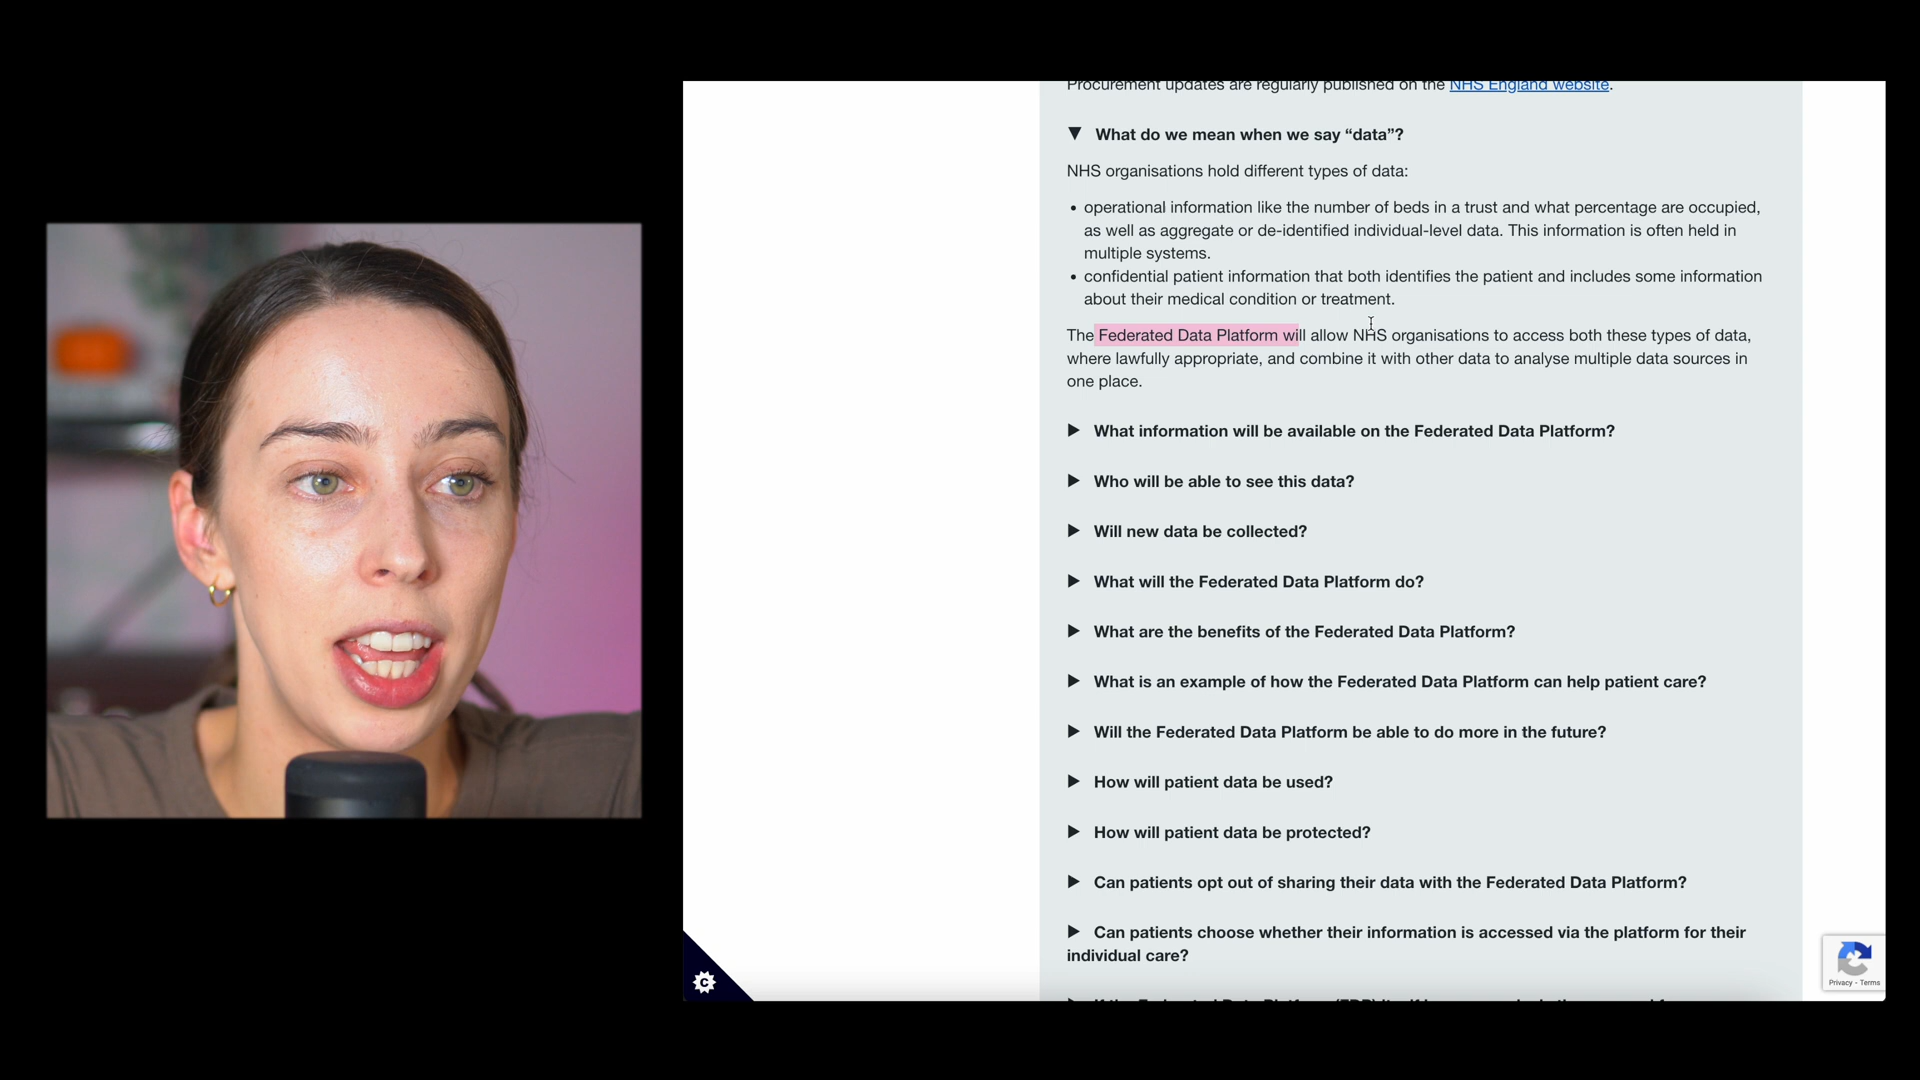 Procurement updates are regularly published on the NHS England website.
▼ What do we mean when we say “data”?
NHS organisations hold different types of data:
• operational information like the number of beds in a trust and what percentage are occupied,
as well as aggregate or de-identified individual-level data. This information is often held in
multiple systems.
• confidential patient information that both identifies the patient and includes some information
about their medical condition or treatment.
The Federated Data Platform will allow NHS organisations to access both these types of data,
where lawfully appropriate, and combine it with other data to analyse multiple data sources in
one place.
▶ What information will be available on the Federated Data Platform?
▶ Who will be able to see this data?
▶ Will new data be collected?
▶ What will the Federated Data Platform do?
▶ What are the benefits of the Federated Data Platform?
▶ What is an example of how the Federated Data Platform can help patient care?
▶ Will the Federated Data Platform be able to do more in the future?
▶ How will patient data be used?
▶ How will patient data be protected?
▶ Can patients opt out of sharing their data with the Federated Data Platform?
▶ Can patients choose whether their information is accessed via the platform for their
individual care?
C
Privacy - Terms